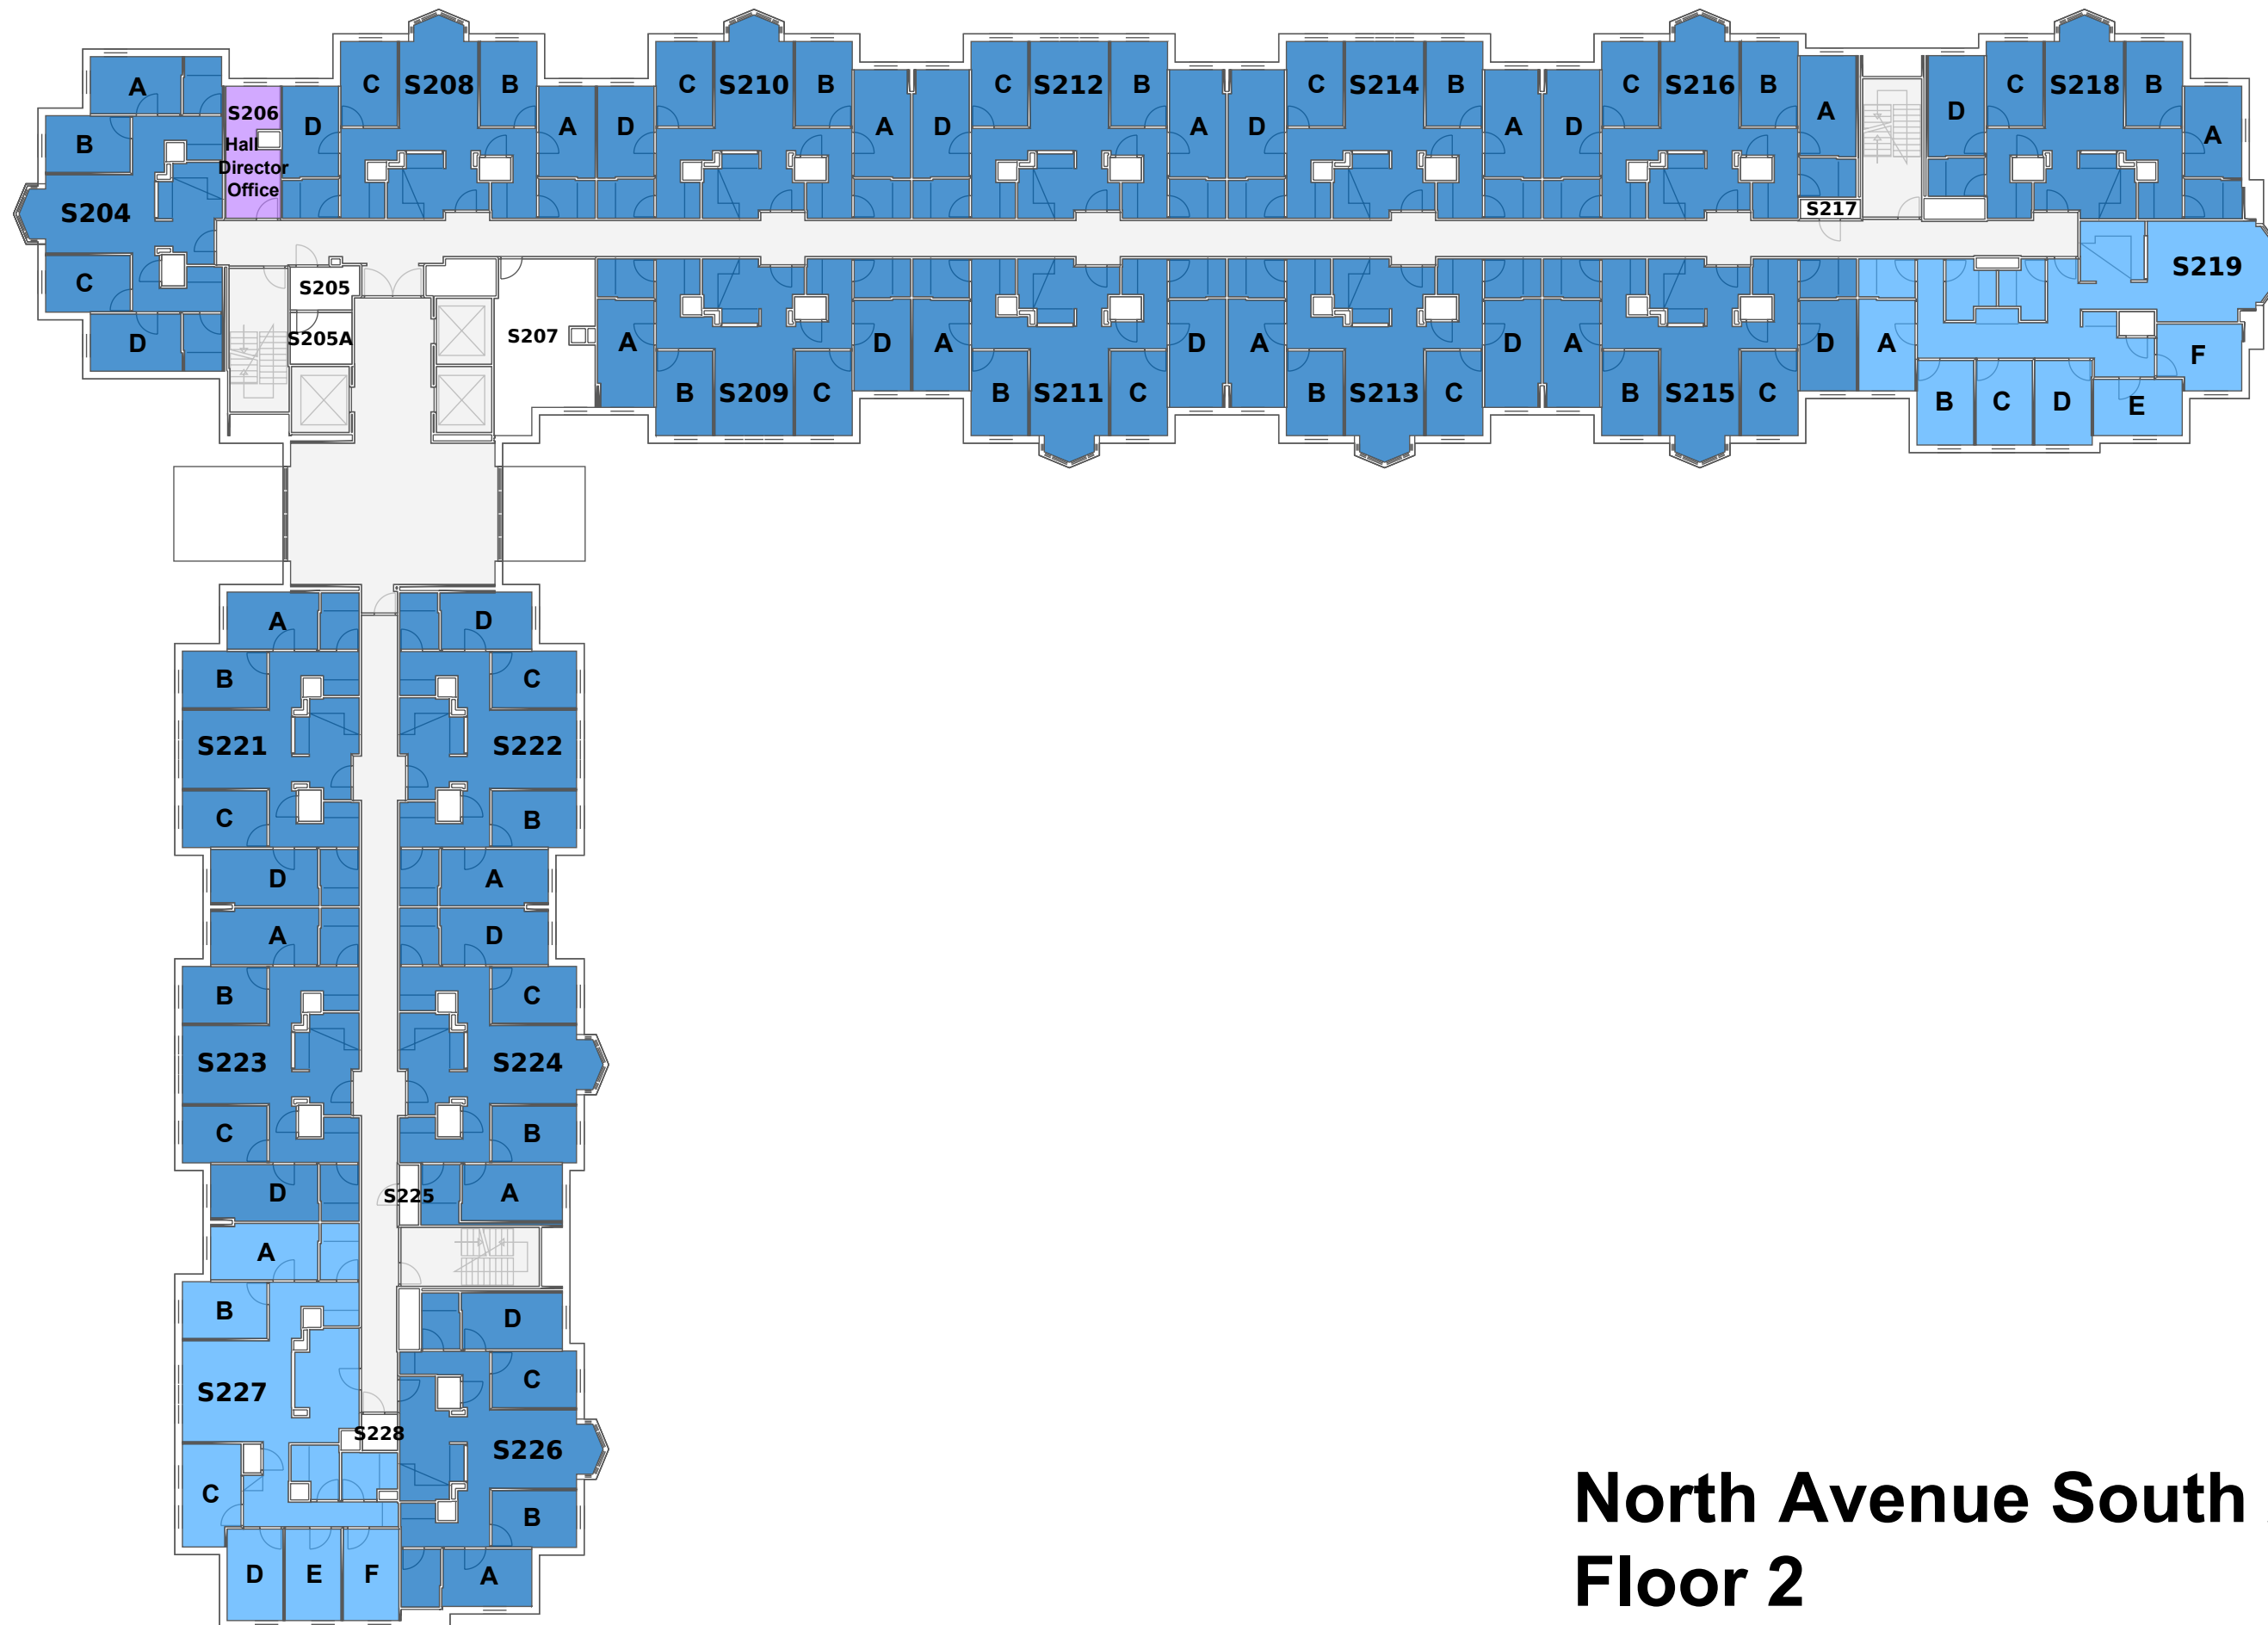 C S208 B
C S210 B
C S212 B
C S214 B
C S216 B
C S218 B
A
S206
Hall
Director
Office
D
A D
A D
A D
A D
A
D
A
B
S204
C
D
S217
S205
S205A
S207
S219
A
D A
D A
D A
D A
F
B S209 C
B S211 C
B S213 C
B S215 C
B C D E
A D
B C
S221 S222
C B
D A
A D
B C
S223 S224
C B
D S225 A
A
B D
S227 C
S228
S226
C B
D E F A
North Avenue South
Floor 2